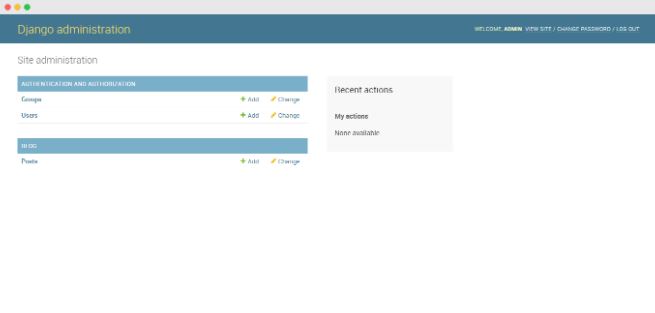 Django administration
WELCOME, ADMIN VIEW SITE / CHANGE PASSWORD / LOG OUT
Site administration
AUTHENTICATION AND AUTHORIZATION
Groups Add Change
Users Add Change
BLOG
Posts Add Change
Recent actions
My actions
None available